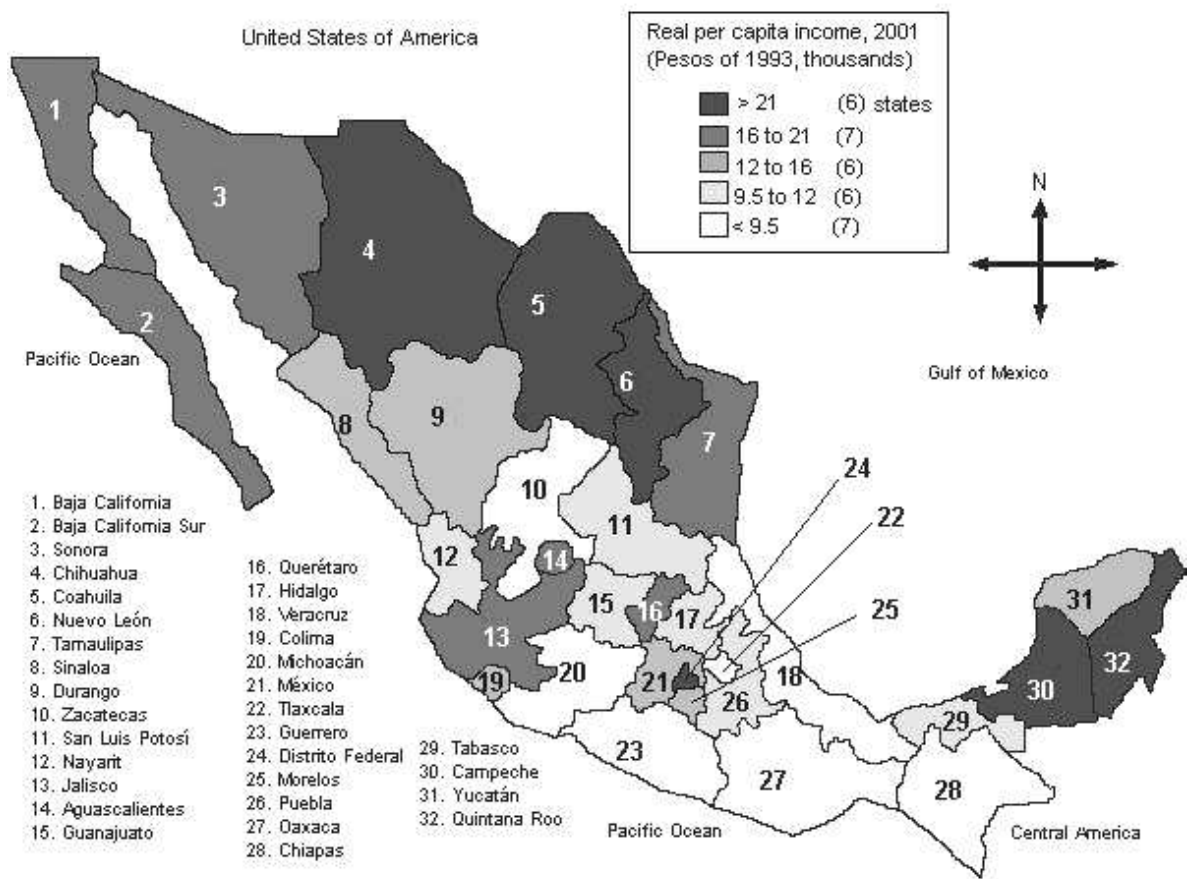 United States of America
Real per capita income, 2001
(Pesos of 1993, thousands)
> 21 (6) states
16 to 21 (7)
12 to 16 (6)
9.5 to 12 (6)
< 9.5 (7)
N
Pacific Ocean
Gulf of Mexico
1
2
3
4
5
6
7
8
9
10
11
12
13
14
15
16
17
18
19
20
21
22
23
24
25
26
27
28
29
30
31
32
1. Baja California
2. Baja California Sur
3. Sonora
4. Chihuahua
5. Coahuila
6. Nuevo León
7. Tamaulipas
8. Sinaloa
9. Durango
10. Zacatecas
11. San Luis Potosí
12. Nayarit
13. Jalisco
14. Aguascalientes
15. Guanajuato
16. Querétaro
17. Hidalgo
18. Veracruz
19. Colima
20. Michoacán
21. México
22. Tlaxcala
23. Guerrero
24. Distrito Federal
25. Morelos
26. Puebla
27. Oaxaca
28. Chiapas
29. Tabasco
30. Campeche
31. Yucatán
32. Quintana Roo
Pacific Ocean
Central America